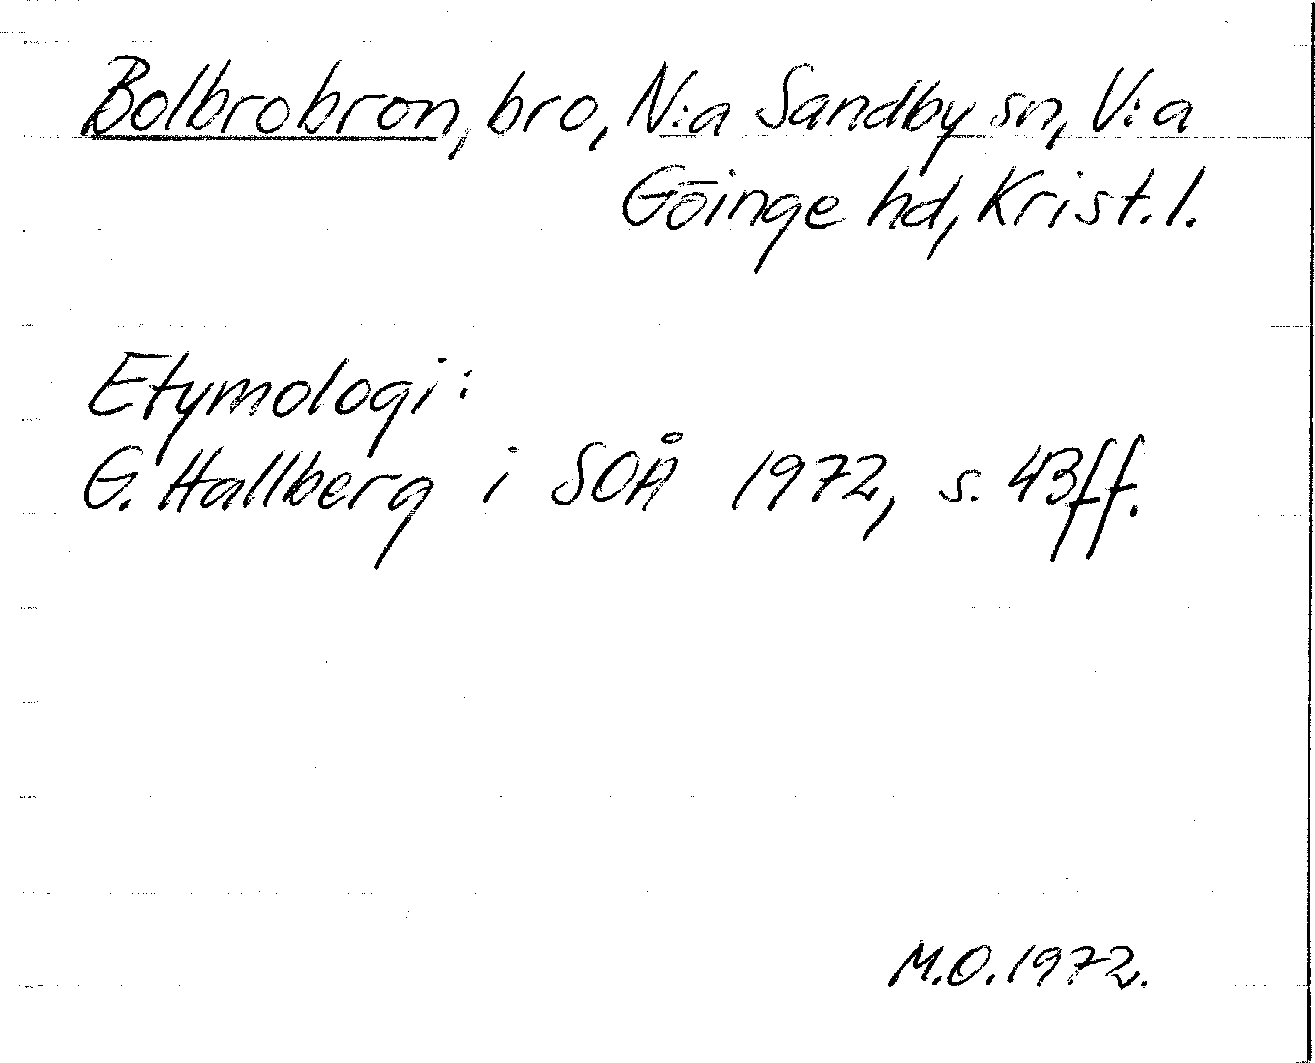 Bolbrobron, bro, N:a Sandby sn, V:a
Göinge hd, Krist. l.
Etymologi:
G. Hallberg i SOÅ 1972, s. 43ff.
M.O. 1972.